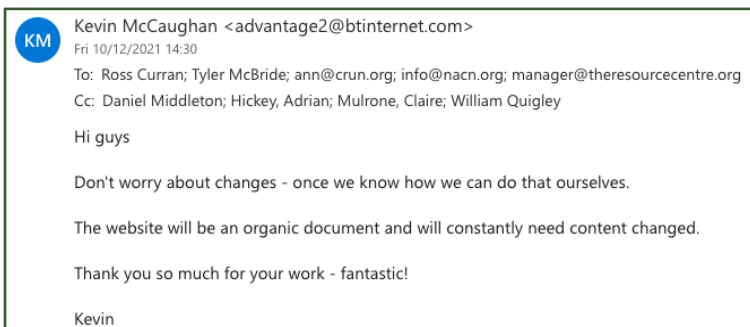 KM
Kevin McCaughan <advantage2@btinternet.com>
Fri 10/12/2021 14:30
To: Ross Curran; Tyler McBride; ann@crun.org; info@nacn.org; manager@theresourcecentre.org
Cc: Daniel Middleton; Hickey, Adrian; Mulrone, Claire; William Quigley
Hi guys
Don't worry about changes - once we know how we can do that ourselves.
The website will be an organic document and will constantly need content changed.
Thank you so much for your work - fantastic!
Kevin